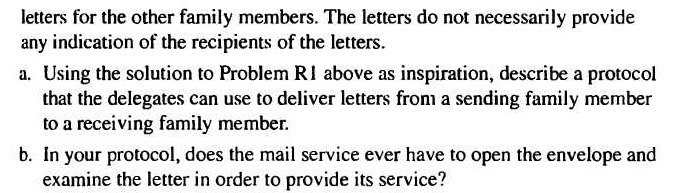 letters for the other family members. The letters do not necessarily provide
any indication of the recipients of the letters.
a. Using the solution to Problem R1 above as inspiration, describe a protocol
that the delegates can use to deliver letters from a sending family member
to a receiving family member.
b. In your protocol, does the mail service ever have to open the envelope and
examine the letter in order to provide its service?